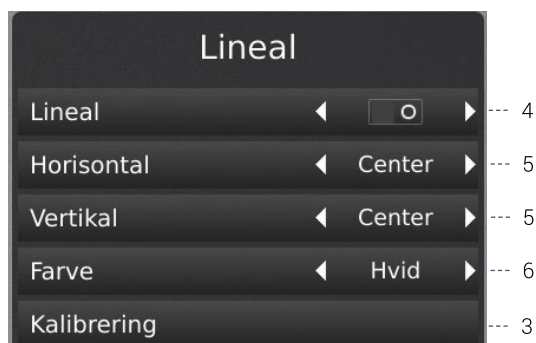 Lineal
Lineal O --- 4
Horisontal Center --- 5
Vertikal Center --- 5
Farve Hvid --- 6
Kalibrering --- 3